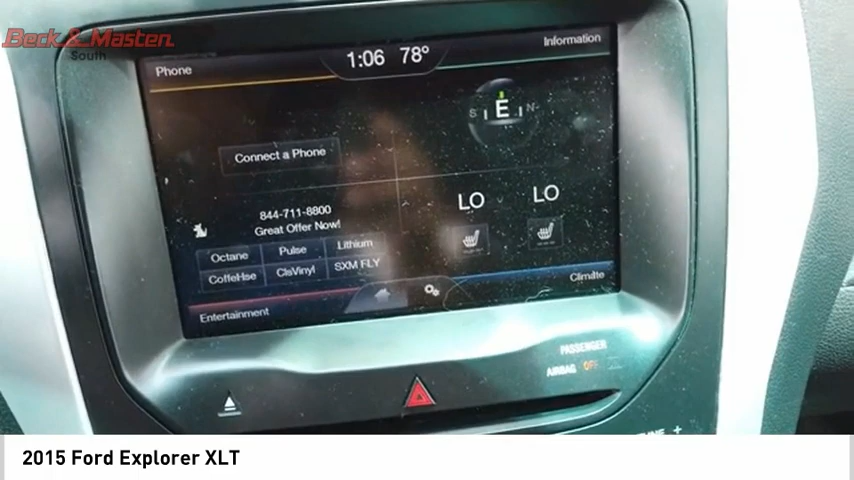 Beck & Masten
South
Phone
1:06 78°
Information
S E N
Connect a Phone
844-711-8800
Great Offer Now!
LO LO
Octane Pulse Lithium
CoffeHse ClsVinyl SXM FLY
Climate
Entertainment
PASSENGER
AIRBAG OFF
+
2015 Ford Explorer XLT